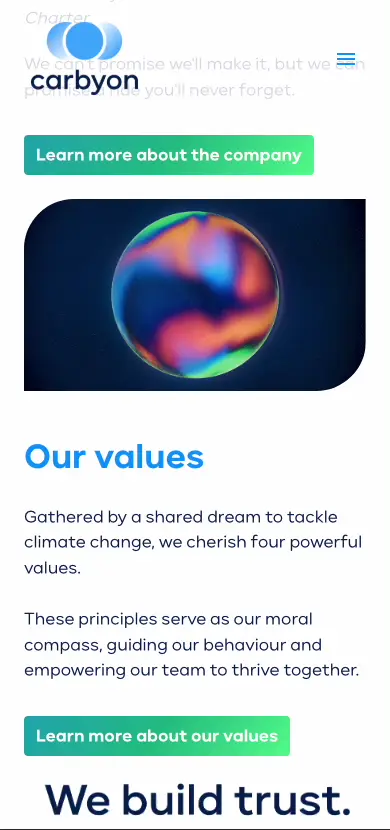 Charter.
carbyon
We can't promise we'll make it, but we can
promise a ride you'll never forget.
Learn more about the company
Our values
Gathered by a shared dream to tackle
climate change, we cherish four powerful
values.
These principles serve as our moral
compass, guiding our behaviour and
empowering our team to thrive together.
Learn more about our values
We build trust.